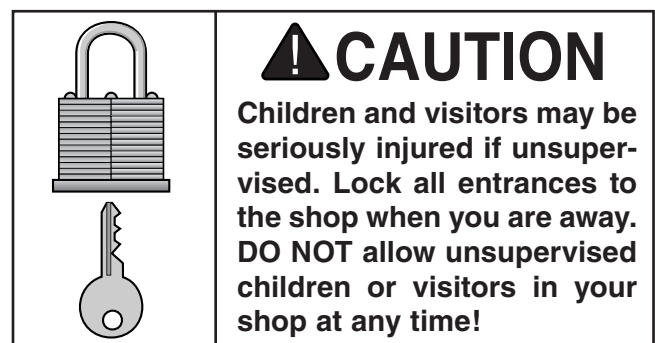 CAUTION
Children and visitors may be
seriously injured if unsuper-
vised. Lock all entrances to
the shop when you are away.
DO NOT allow unsupervised
children or visitors in your
shop at any time!